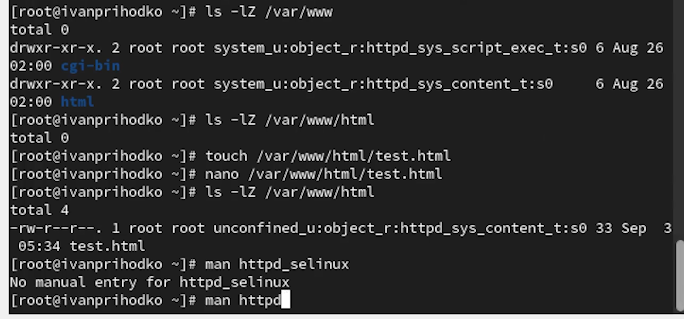 [root@ivanprihodko ~]# ls -lZ /var/www
total 0
drwxr-xr-x. 2 root root system_u:object_r:httpd_sys_script_exec_t:s0 6 Aug 26
02:00 cgi-bin
drwxr-xr-x. 2 root root system_u:object_r:httpd_sys_content_t:s0     6 Aug 26
02:00 html
[root@ivanprihodko ~]# ls -lZ /var/www/html
total 0
[root@ivanprihodko ~]# touch /var/www/html/test.html
[root@ivanprihodko ~]# nano /var/www/html/test.html
[root@ivanprihodko ~]# ls -lZ /var/www/html
total 4
-rw-r--r--. 1 root root unconfined_u:object_r:httpd_sys_content_t:s0 33 Sep  3
 05:34 test.html
[root@ivanprihodko ~]# man httpd_selinux
No manual entry for httpd_selinux
[root@ivanprihodko ~]# man httpd